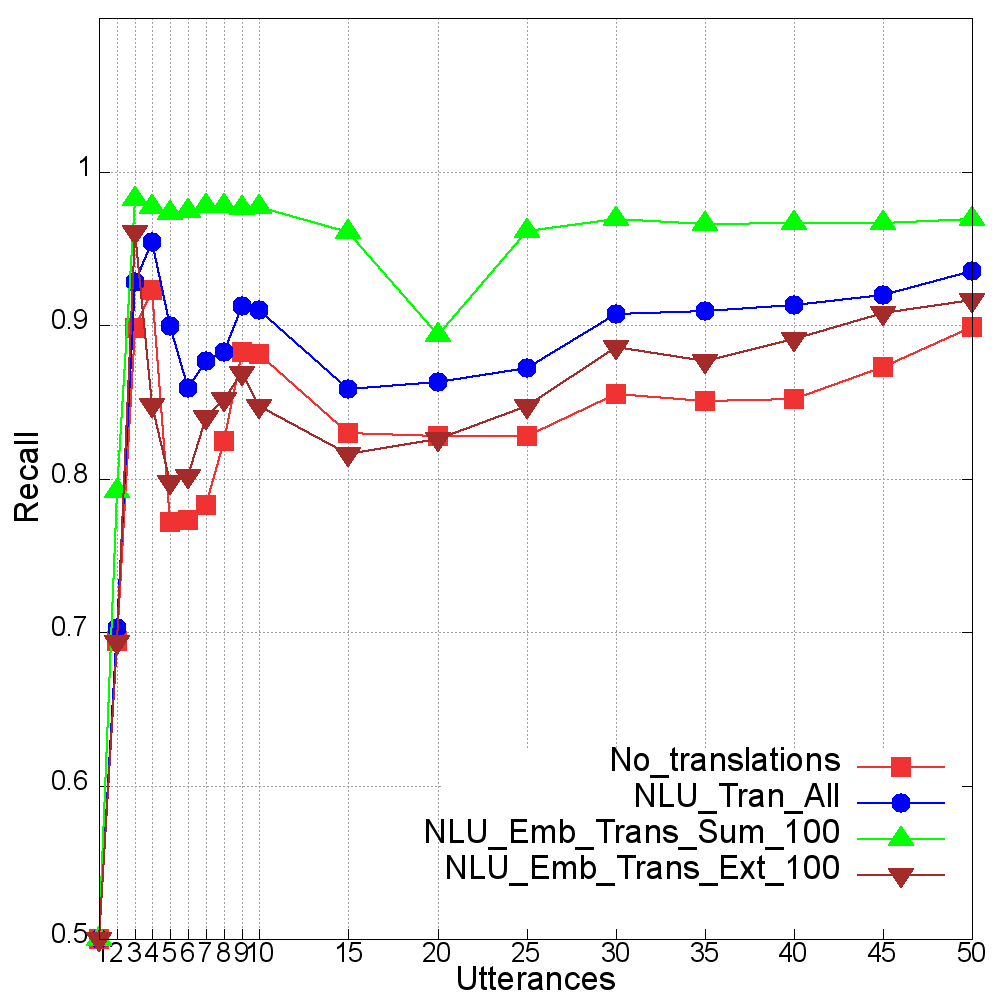 1
0.9
0.8
0.7
0.6
0.5
Recall
No_translations
NLU_Tran_All
NLU_Emb_Trans_Sum_100
NLU_Emb_Trans_Ext_100
1 2 3 4 5 6 7 8 9 10 15 20 25 30 35 40 45 50
Utterances